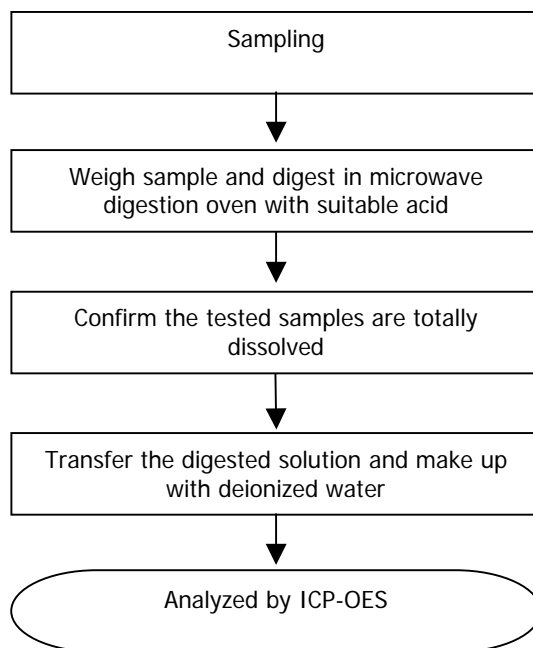 Sampling
Weigh sample and digest in microwave
digestion oven with suitable acid
Confirm the tested samples are totally
dissolved
Transfer the digested solution and make up
with deionized water
Analyzed by ICP-OES